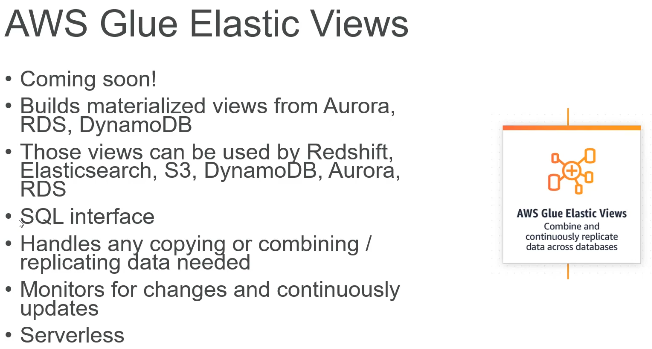 AWS Glue Elastic Views
• Coming soon!
• Builds materialized views from Aurora,
RDS, DynamoDB
• Those views can be used by Redshift,
Elasticsearch, S3, DynamoDB, Aurora,
RDS
• SQL interface
• Handles any copying or combining /
replicating data needed
• Monitors for changes and continuously
updates
• Serverless
AWS Glue Elastic Views
Combine and
continuously replicate
data across databases